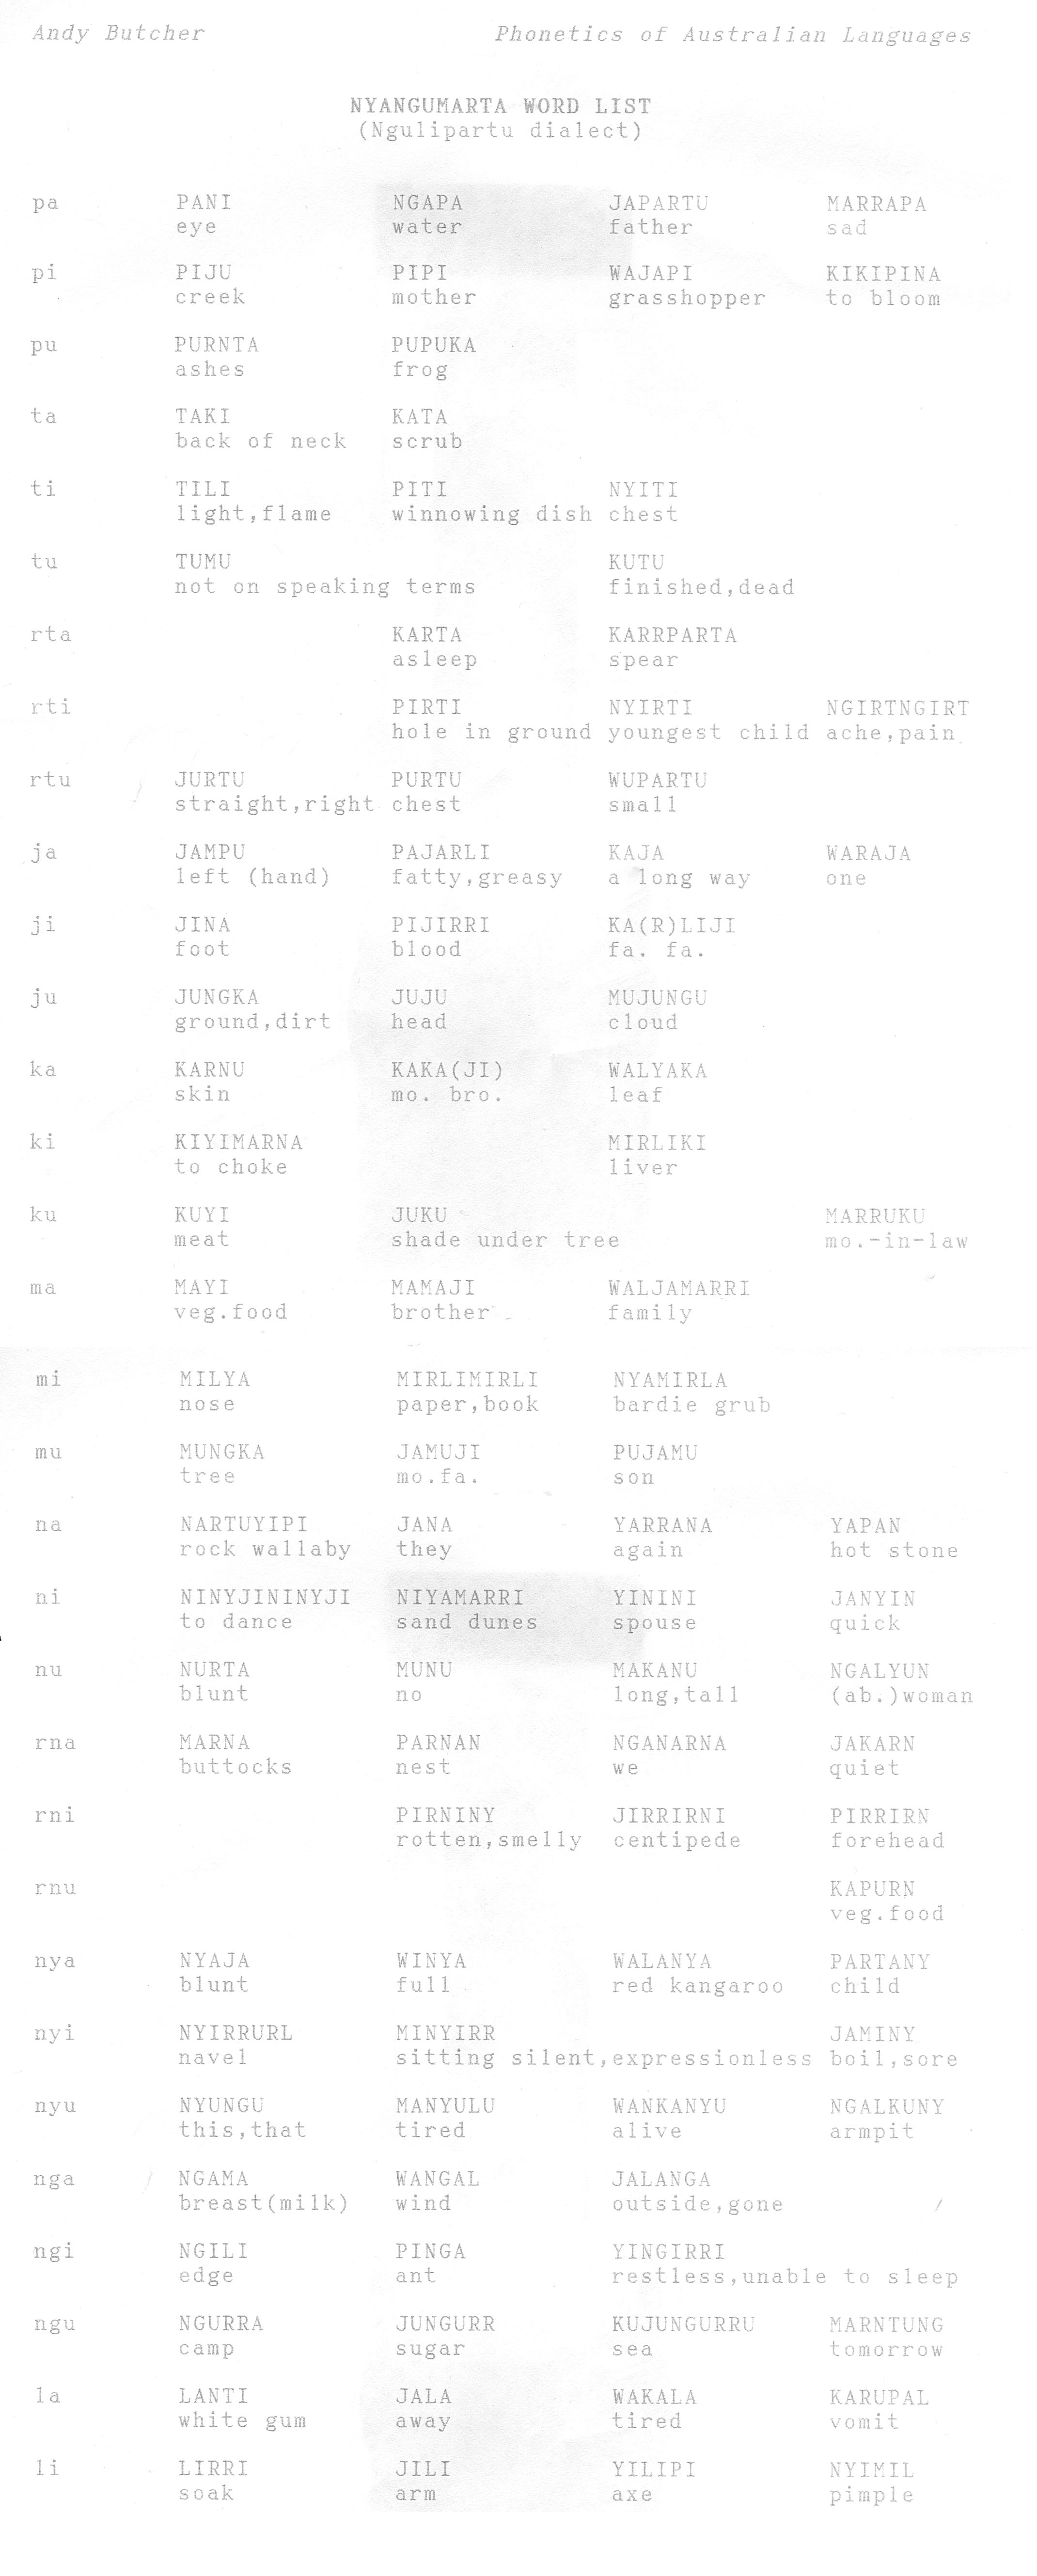 Andy Butcher Phonetics of Australian Languages
NYANGUMARTA WORD LIST
(Ngulipartu dialect)
pa PANI NGAPA JAPARTU MARRAPA
eye water father sad
pi PIJU PIPI WAJAPI KIKIPINA
creek mother grasshopper to bloom
pu PURNTA PUPUKA
ashes frog
ta TAKI KATA
back of neck scrub
ti TILI PITI NYITI
light,flame winnowing dish chest
tu TUMU KUTU
not on speaking terms finished,dead
rta KARTA KARRPARTA
asleep spear
rti PIRTI NYIRTI NGIRTNGIRT
hole in ground youngest child ache,pain
rtu JURTU PURTU WUPARTU
straight,right chest small
ja JAMPU PAJARLI KAJA WARAJA
left (hand) fatty,greasy a long way one
ji JINA PIJIRRI KA(R)LIJI
foot blood fa. fa.
ju JUNGKA JUJU MUJUNGU
ground,dirt head cloud
ka KARNU KAKA(JI) WALYAKA
skin mo. bro. leaf
ki KIYIMARNA MIRLIKI
to choke liver
ku KUYI JUKU MARRUKU
meat shade under tree mo.-in-law
ma MAYI MAMAJI WALJAMARRI
veg.food brother family
mi MILYA MIRLIMIRLI NYAMIRLA
nose paper,book bardie grub
mu MUNGKA JAMUJI PUJAMU
tree mo.fa. son
na NARTUYIPI JANA YARRANA YAPAN
rock wallaby they again hot stone
ni NINYJININYJI NIYAMARRI YININI JANYIN
to dance sand dunes spouse quick
nu NURTA MUNU MAKANU NGALYUN
blunt no long,tall (ab.)woman
rna MARNA PARNAN NGANARNA JAKARN
buttocks nest we quiet
rni PIRNINY JIRRIRNI PIRRIRN
rotten,smelly centipede forehead
rnu KAPURN
veg.food
nya NYAJA WINYA WALANYA PARTANY
blunt full red kangaroo child
nyi NYIRRURL MINYIRR JAMINY
navel sitting silent,expressionless boil,sore
nyu NYUNGU MANYULU WANKANYU NGALKUNY
this,that tired alive armpit
nga NGAMA WANGAL JALANGA
breast(milk) wind outside,gone
ngi NGILI PINGA YINGIRRI
edge ant restless,unable to sleep
ngu NGURRA JUNGURR KUJUNGURRU MARNTUNG
camp sugar sea tomorrow
la LANTI JALA WAKALA KARUPAL
white gum away tired vomit
li LIRRI JILI YILIPI NYIMIL
soak arm axe pimple